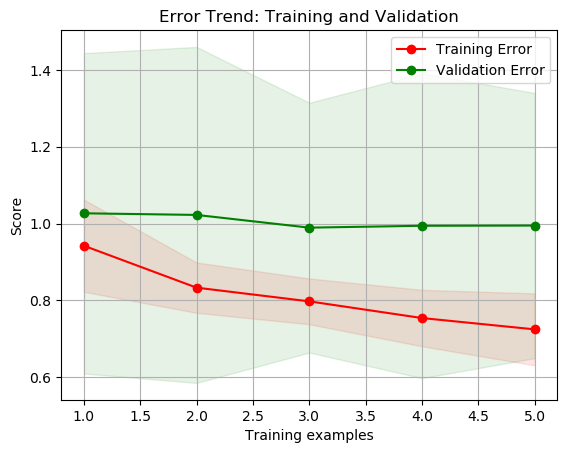 Error Trend: Training and Validation
Training Error
Validation Error
1.4
1.2
1.0
0.8
0.6
Score
1.0 1.5 2.0 2.5 3.0 3.5 4.0 4.5 5.0
Training examples